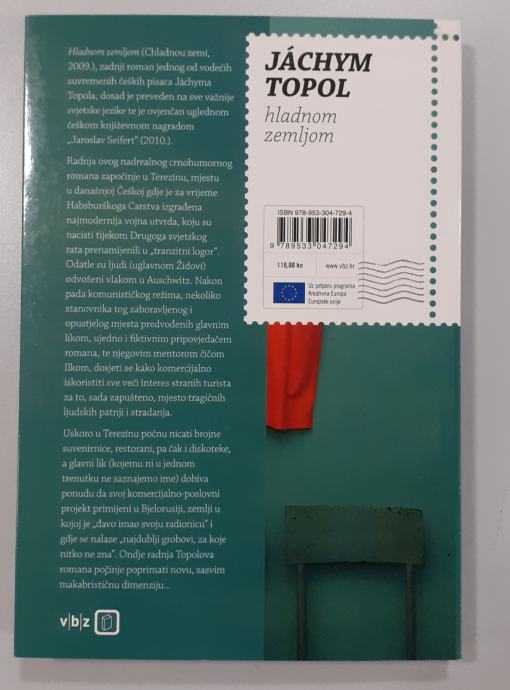 Hladnom zemljom (Chladnou zemí,
2009.), zadnji roman jednog od vodećih
suvremenih čeških pisaca Jáchyma
Topola, dosad je preveden na sve važnije
svjetske jezike te je ovjenčan uglednom
češkom književnom nagradom
„Jaroslav Seifert" (2010.).
Radnja ovog nadrealnog crnohumornog
romana započinje u Terezínu, mjestu
u današnjoj Češkoj gdje je za vrijeme
Habsburškoga Carstva izgrađena
najmodernija vojna utvrda, koju su
nacisti tijekom Drugoga svjetskog
rata prenamijenili u „tranzitni logor".
Odatle su ljudi (uglavnom Židovi)
odvoženi vlakom u Auschwitz. Nakon
pada komunističkog režima, nekoliko
stanovnika tog zaboravljenog i
opustjelog mjesta predvođenih glavnim
likom, ujedno i fiktivnim pripovjedačem
romana, te njegovim mentorom čičom
Ilkom, dosjeti se kako komercijalno
iskoristiti sve veći interes stranih turista
za to, sada zapušteno, mjesto tragičnih
ljudskih patnji i stradanja.
Uskoro u Terezínu počnu nicati brojne
suvenirnice, restorani, pa čak i diskoteke,
a glavni lik (kojemu ni u jednom
trenutku ne saznajemo ime) dobiva
ponudu da svoj komercijalno-poslovni
projekt primijeni u Bjelorusiji, zemlji u
kojoj je „đavo imao svoju radionicu" i
gdje se nalaze „najdublji grobovi, za koje
nitko ne zna". Ondje radnja Topolova
romana počinje poprimati novu, sasvim
makabrističnu dimenziju...
v|b|z
JÁCHYM
TOPOL
hladnom
zemljom
ISBN 978-953-304-729-4
9 789533 047294
110,00 kn www.vbz.hr
Uz potporu programa
Kreativna Europa
Europske unije